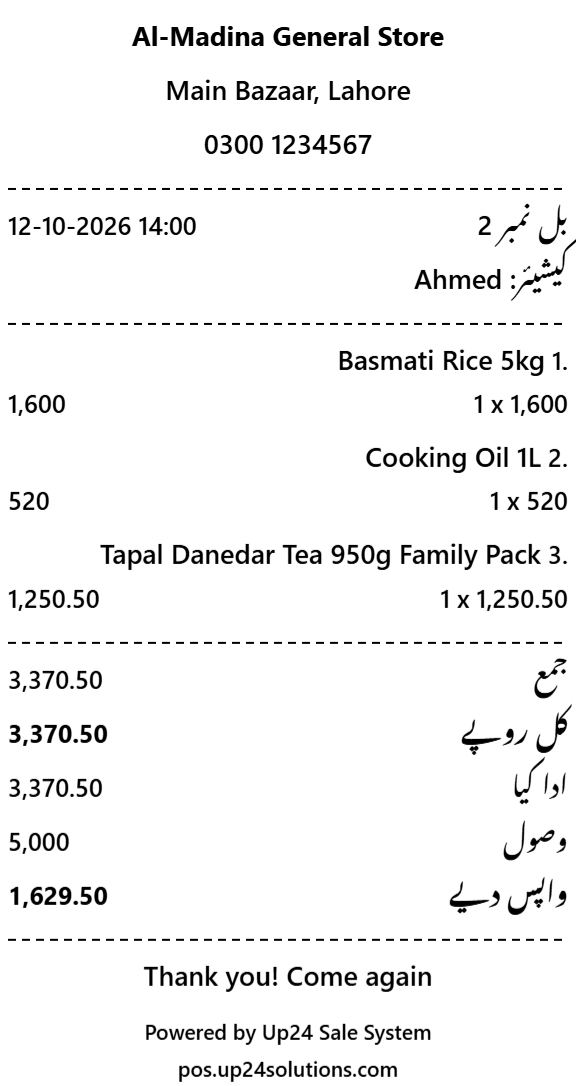 Al-Madina General Store
Main Bazaar, Lahore
0300 1234567
بل نمبر 2 12-10-2026 14:00
کیشیئر: Ahmed
1. Basmati Rice 5kg
1 x 1,600 1,600
2. Cooking Oil 1L
1 x 520 520
3. Tapal Danedar Tea 950g Family Pack
1 x 1,250.50 1,250.50
جمع 3,370.50
کل روپے 3,370.50
ادا کیا 3,370.50
وصول 5,000
واپس دیے 1,629.50
Thank you! Come again
Powered by Up24 Sale System
pos.up24solutions.com